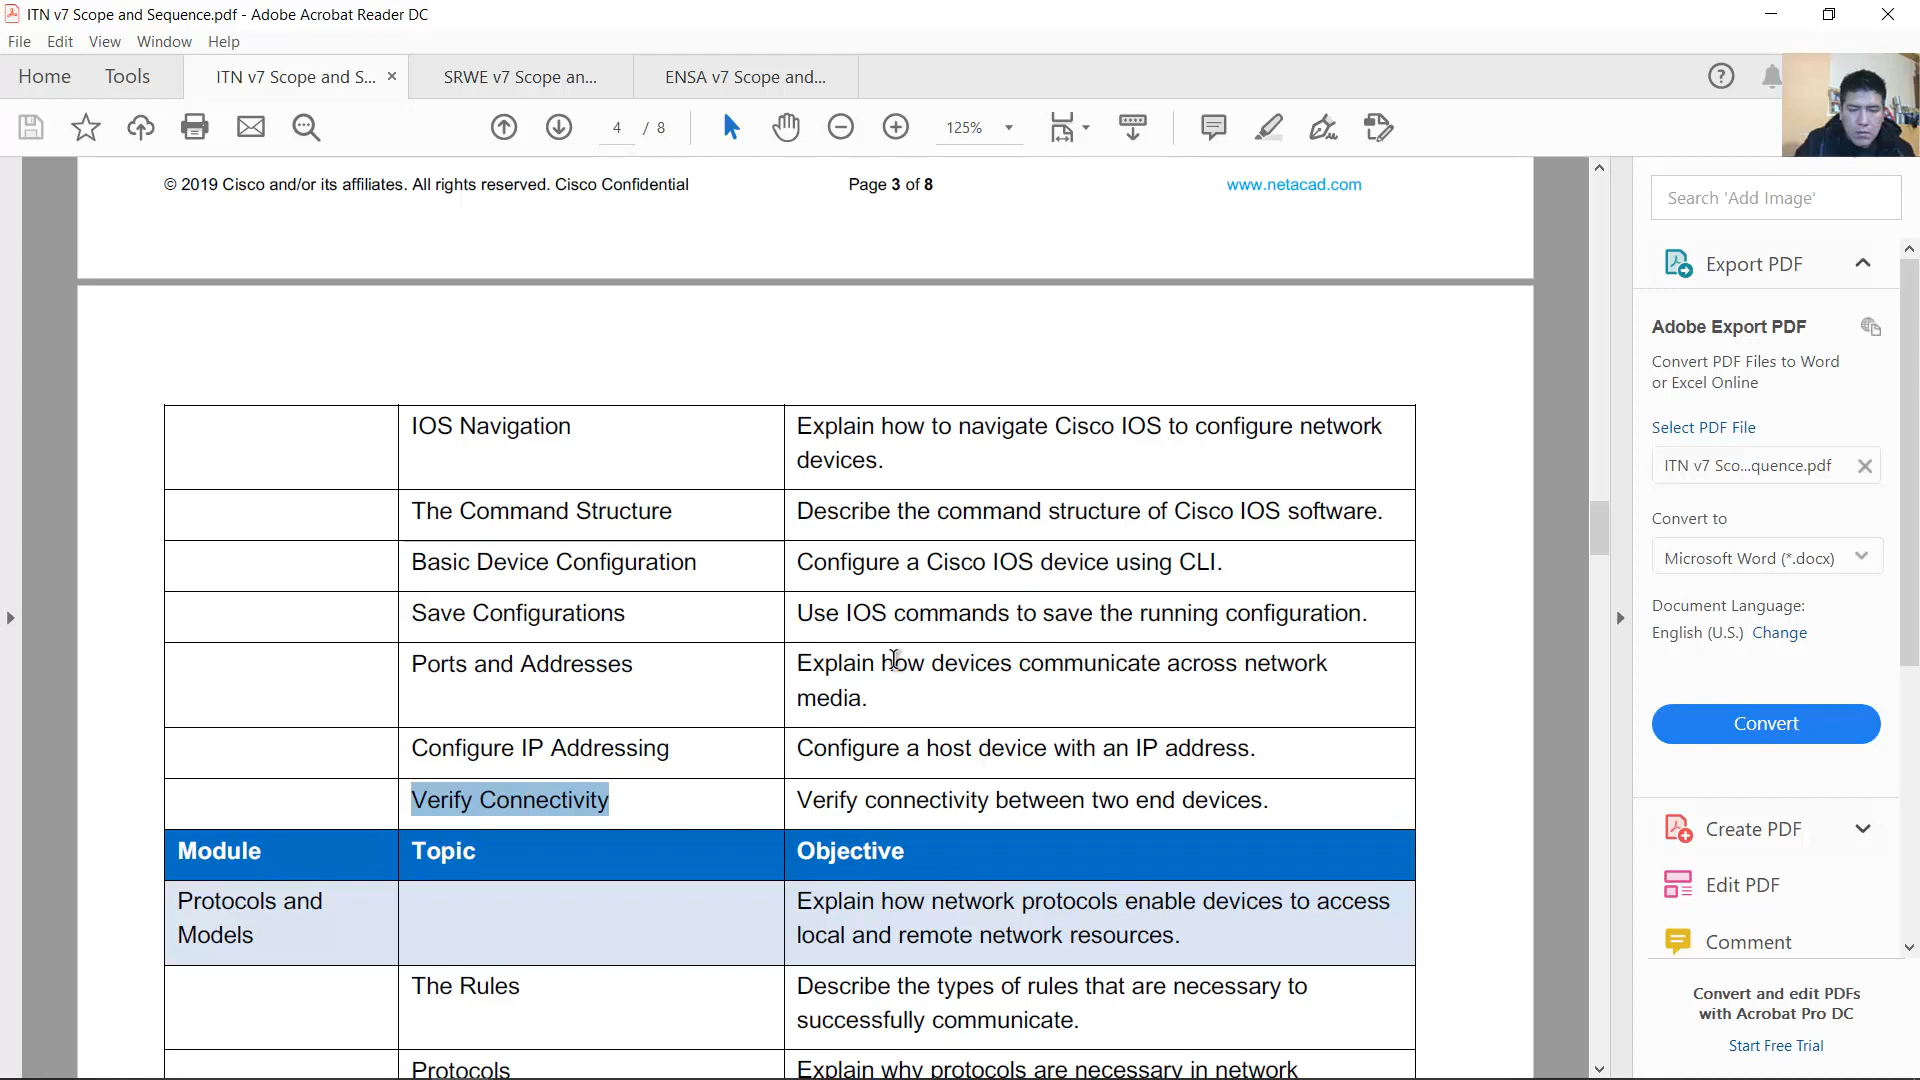 ITN v7 Scope and Sequence.pdf - Adobe Acrobat Reader DC
File Edit View Window Help
Home Tools ITN v7 Scope and S... × SRWE v7 Scope an... ENSA v7 Scope and...
4 / 8 125%
© 2019 Cisco and/or its affiliates. All rights reserved. Cisco Confidential Page 3 of 8 www.netacad.com
IOS Navigation Explain how to navigate Cisco IOS to configure network
devices.
The Command Structure Describe the command structure of Cisco IOS software.
Basic Device Configuration Configure a Cisco IOS device using CLI.
Save Configurations Use IOS commands to save the running configuration.
Ports and Addresses Explain how devices communicate across network
media.
Configure IP Addressing Configure a host device with an IP address.
Verify Connectivity Verify connectivity between two end devices.
Module Topic Objective
Protocols and Explain how network protocols enable devices to access
Models local and remote network resources.
The Rules Describe the types of rules that are necessary to
successfully communicate.
Protocols Explain why protocols are necessary in network
Search 'Add Image'
Export PDF
Adobe Export PDF
Convert PDF Files to Word
or Excel Online
Select PDF File
ITN v7 Sco...quence.pdf
Convert to
Microsoft Word (*.docx)
Document Language:
English (U.S.) Change
Convert
Create PDF
Edit PDF
Comment
Convert and edit PDFs
with Acrobat Pro DC
Start Free Trial